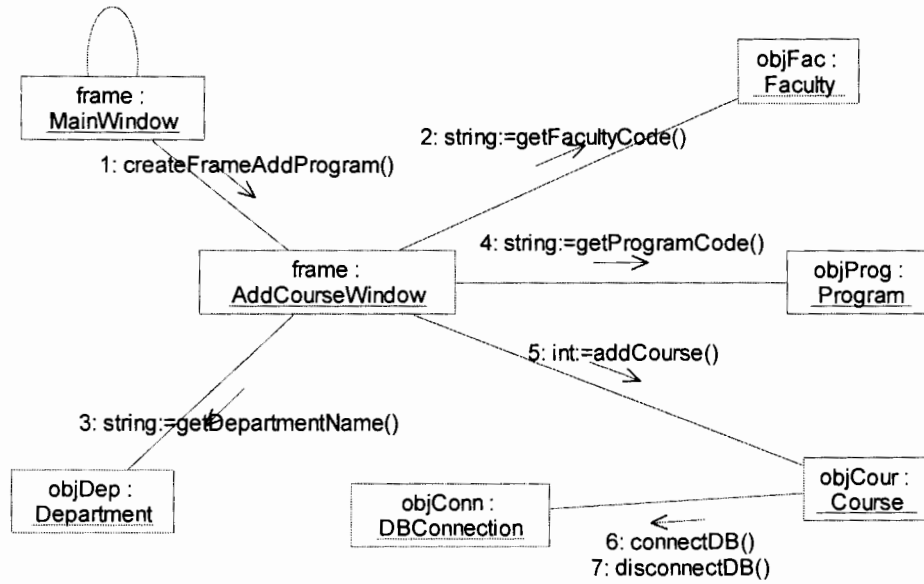 objFac :
Faculty
frame :
MainWindow
2: string:=getFacultyCode()
1: createFrameAddProgram()
4: string:=getProgramCode()
frame :
AddCourseWindow
objProg :
Program
5: int:=addCourse()
3: string:=getDepartmentName()
objDep :
Department
objConn :
DBConnection
objCour :
Course
6: connectDB()
7: disconnectDB()